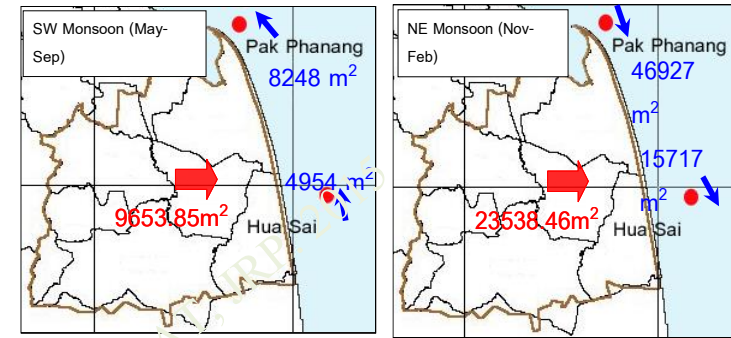 SW Monsoon (May-
Sep)
Pak Phanang
8248 m²
4954 m²
9653.85m²
Hua Sai
NE Monsoon (Nov-
Feb)
Pak Phanang
46927
m²
15717
m²
23538.46m²
Hua Sai